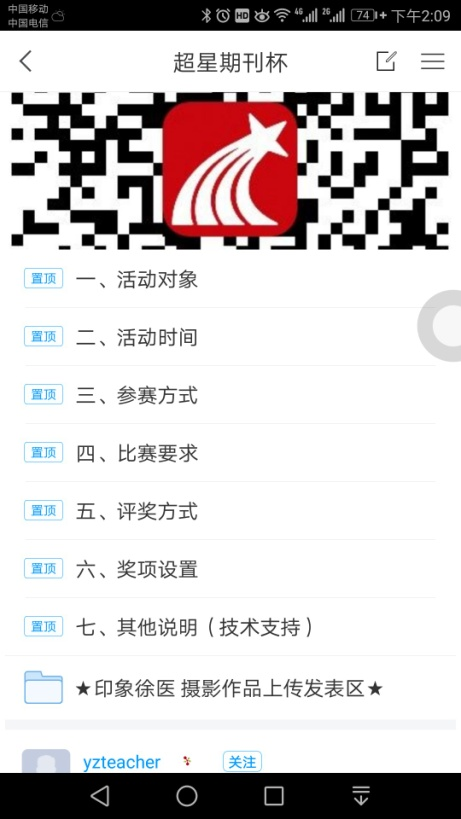 中国移动
中国电信
HD 4G 2G 74 下午2:09
超星期刊杯
置顶 一、活动对象
置顶 二、活动时间
置顶 三、参赛方式
置顶 四、比赛要求
置顶 五、评奖方式
置顶 六、奖项设置
置顶 七、其他说明（技术支持）
★印象徐医 摄影作品上传发表区★
yzteacher 关注